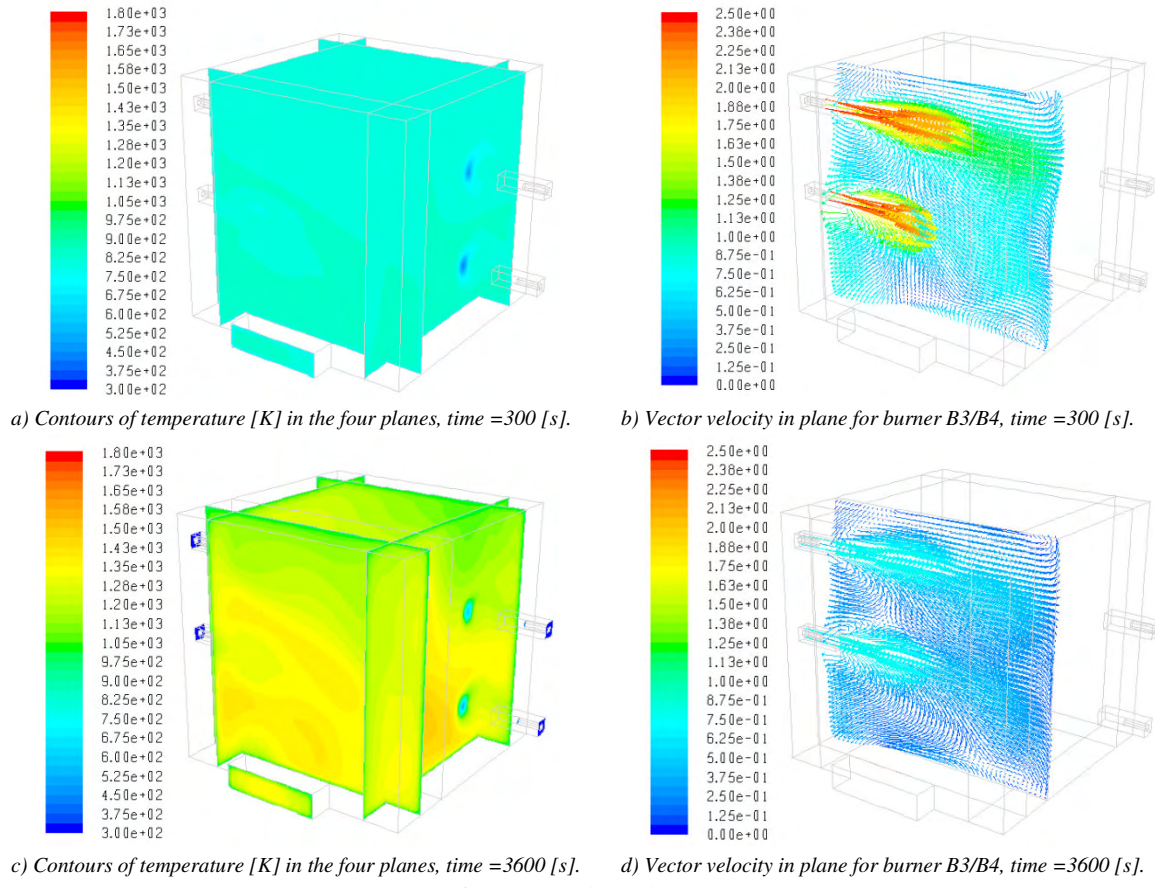 1.80e+03
1.73e+03
1.65e+03
1.58e+03
1.50e+03
1.43e+03
1.35e+03
1.28e+03
1.20e+03
1.13e+03
1.05e+03
9.75e+02
9.00e+02
8.25e+02
7.50e+02
6.75e+02
6.00e+02
5.25e+02
4.50e+02
3.75e+02
3.00e+02
2.50e+00
2.38e+00
2.25e+00
2.13e+00
2.00e+00
1.88e+00
1.75e+00
1.63e+00
1.50e+00
1.38e+00
1.25e+00
1.13e+00
1.00e+00
8.75e-01
7.50e-01
6.25e-01
5.00e-01
3.75e-01
2.50e-01
1.25e-01
0.00e+00
a) Contours of temperature [K] in the four planes, time =300 [s].
b) Vector velocity in plane for burner B3/B4, time =300 [s].
1.80e+03
1.73e+03
1.65e+03
1.58e+03
1.50e+03
1.43e+03
1.35e+03
1.28e+03
1.20e+03
1.13e+03
1.05e+03
9.75e+02
9.00e+02
8.25e+02
7.50e+02
6.75e+02
6.00e+02
5.25e+02
4.50e+02
3.75e+02
3.00e+02
2.50e+00
2.38e+00
2.25e+00
2.13e+00
2.00e+00
1.88e+00
1.75e+00
1.63e+00
1.50e+00
1.38e+00
1.25e+00
1.13e+00
1.00e+00
8.75e-01
7.50e-01
6.25e-01
5.00e-01
3.75e-01
2.50e-01
1.25e-01
0.00e+00
c) Contours of temperature [K] in the four planes, time =3600 [s].
d) Vector velocity in plane for burner B3/B4, time =3600 [s].